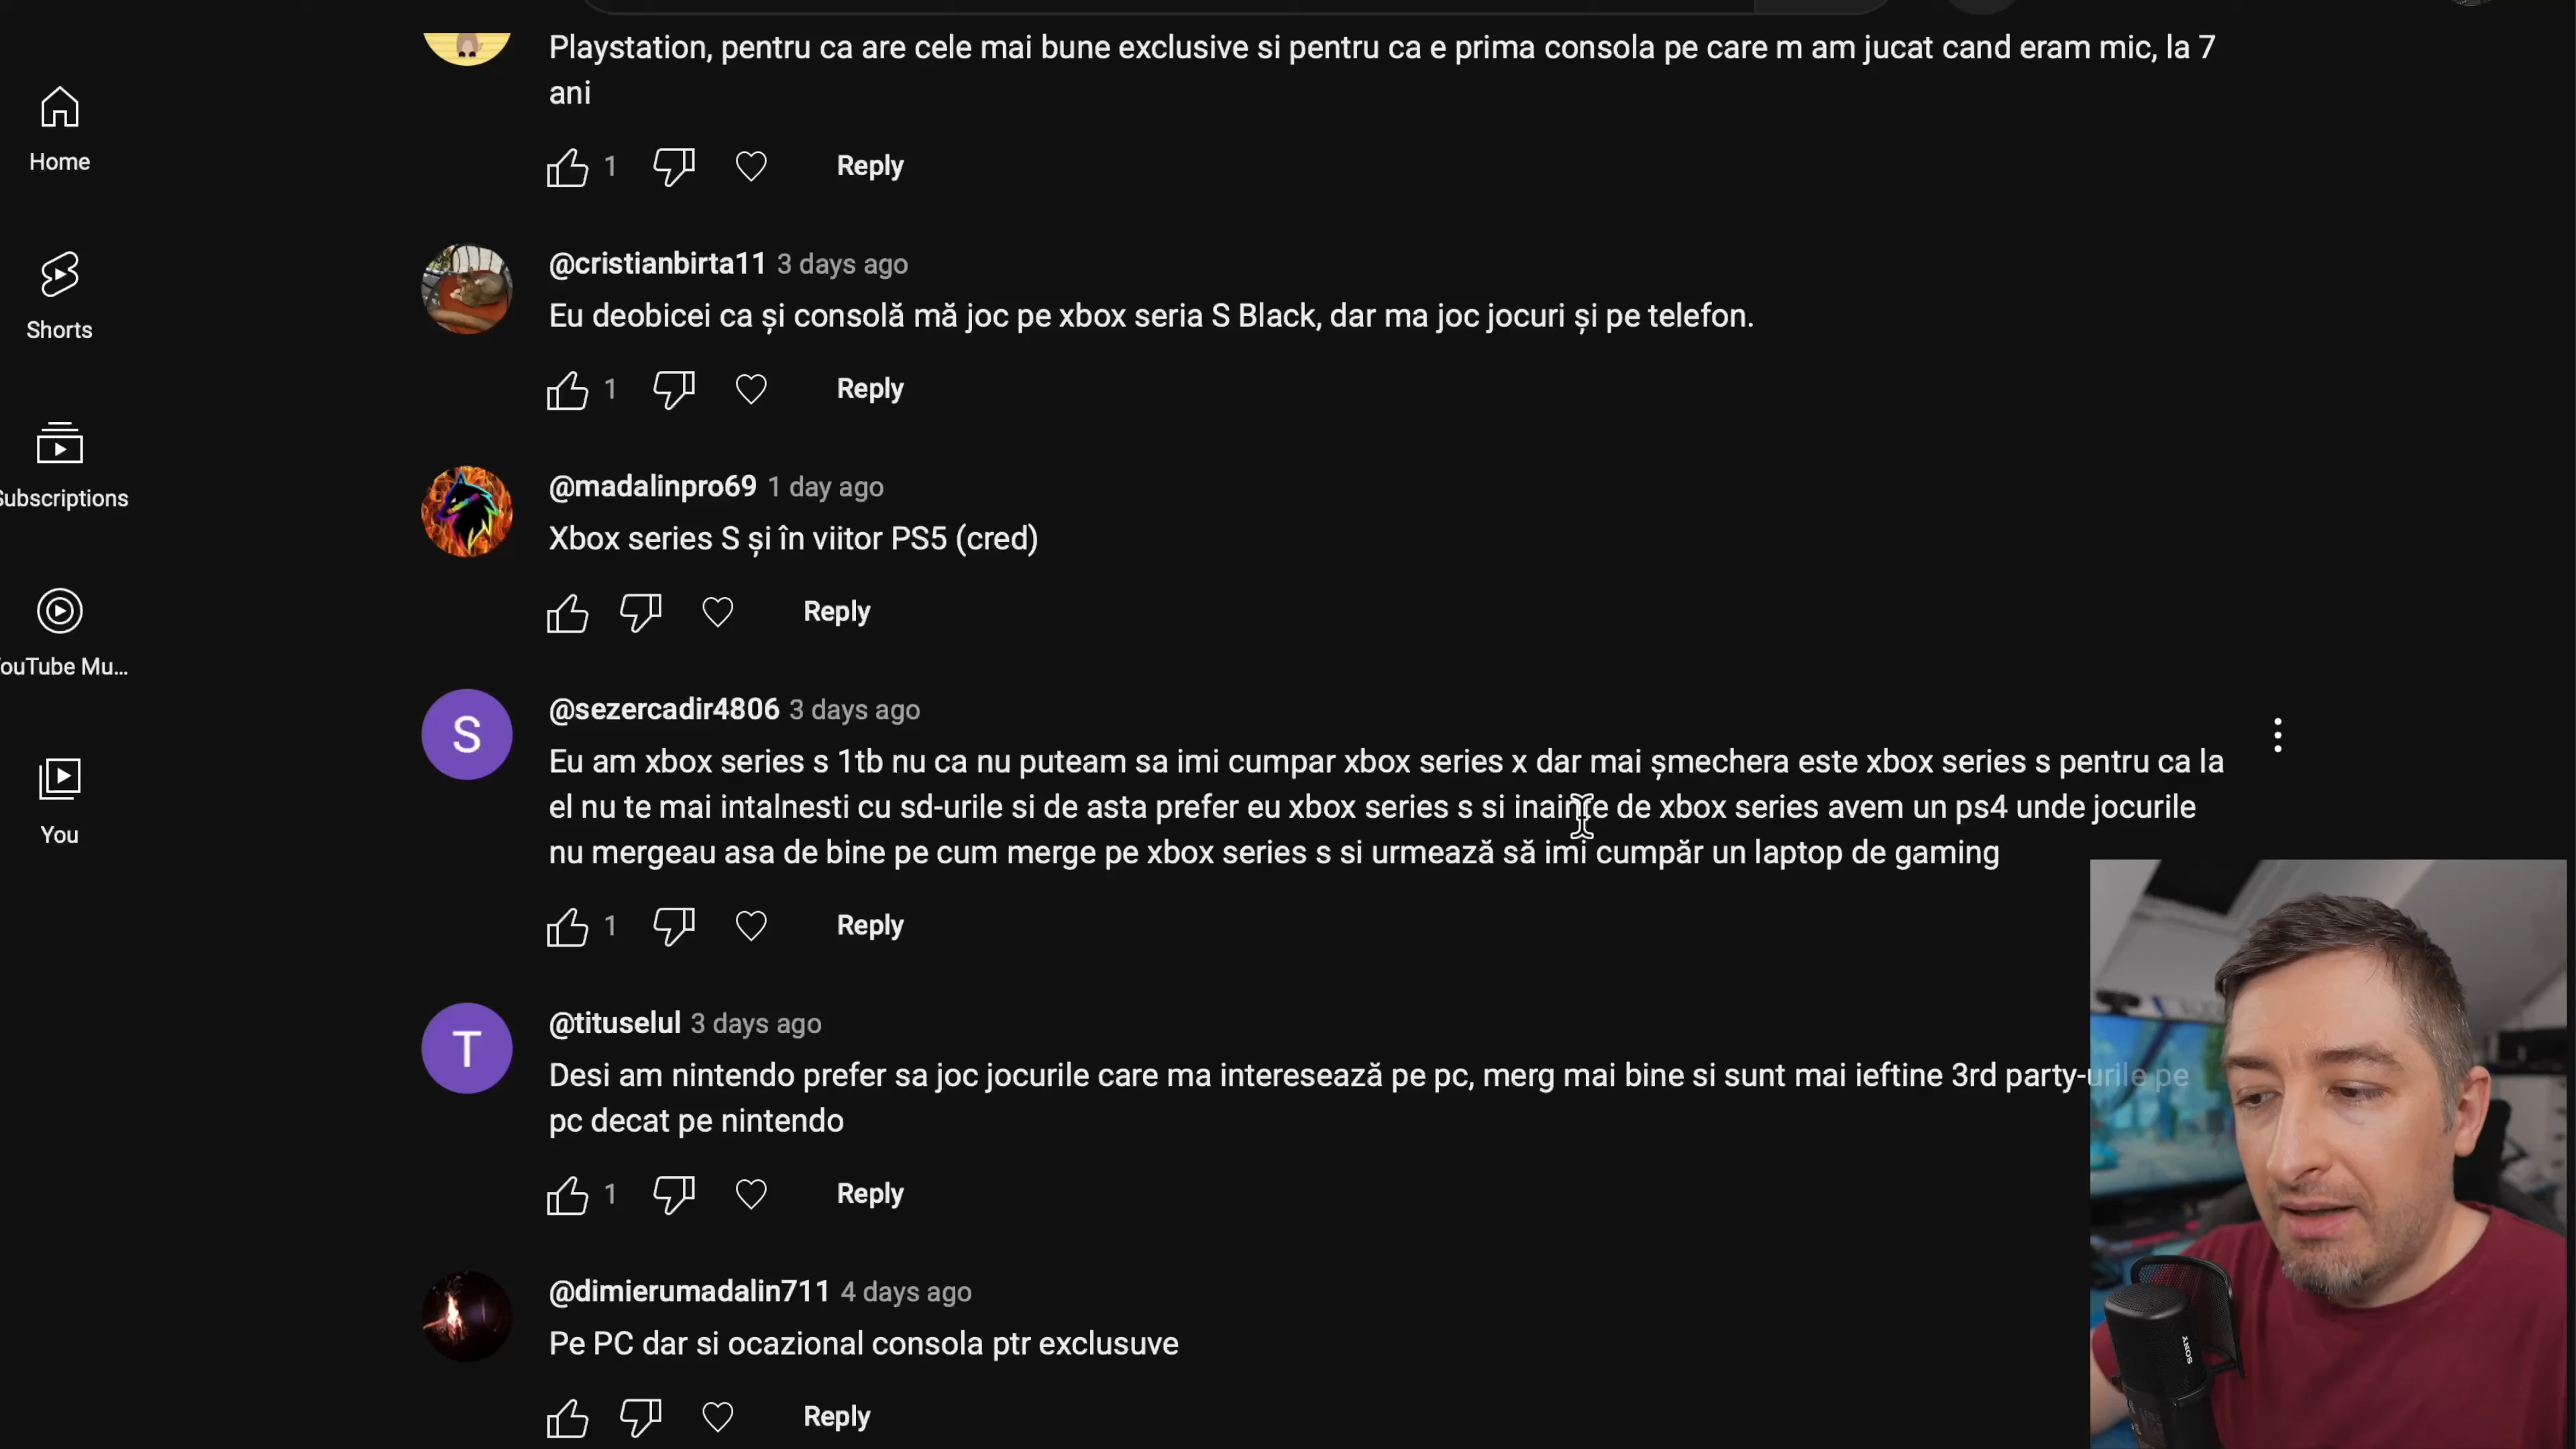 Playstation, pentru ca are cele mai bune exclusive si pentru ca e prima consola pe care m am jucat cand eram mic, la 7
ani
1
Reply
Home
@cristianbirta11 3 days ago
Eu deobicei ca și consolă mă joc pe xbox seria S Black, dar ma joc jocuri și pe telefon.
Shorts
1
Reply
@madalinpro69 1 day ago
Subscriptions
Xbox series S și în viitor PS5 (cred)
Reply
YouTube Mu...
@sezercadir4806 3 days ago
S
Eu am xbox series s 1tb nu ca nu puteam sa imi cumpar xbox series x dar mai șmechera este xbox series s pentru ca la
el nu te mai intalnesti cu sd-urile si de asta prefer eu xbox series s si inainte de xbox series avem un ps4 unde jocurile
You
nu mergeau asa de bine pe cum merge pe xbox series s si urmează să imi cumpăr un laptop de gaming
1
Reply
@tituselul 3 days ago
T
Desi am nintendo prefer sa joc jocurile care ma interesează pe pc, merg mai bine si sunt mai ieftine 3rd party-urile pe
pc decat pe nintendo
1
Reply
@dimierumadalin711 4 days ago
Pe PC dar si ocazional consola ptr exclusuve
SONY
Reply